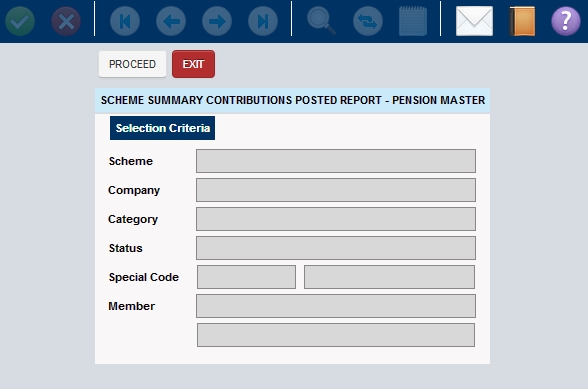 ?
PROCEED EXIT
SCHEME SUMMARY CONTRIBUTIONS POSTED REPORT - PENSION MASTER
Selection Criteria
Scheme
Company
Category
Status
Special Code
Member